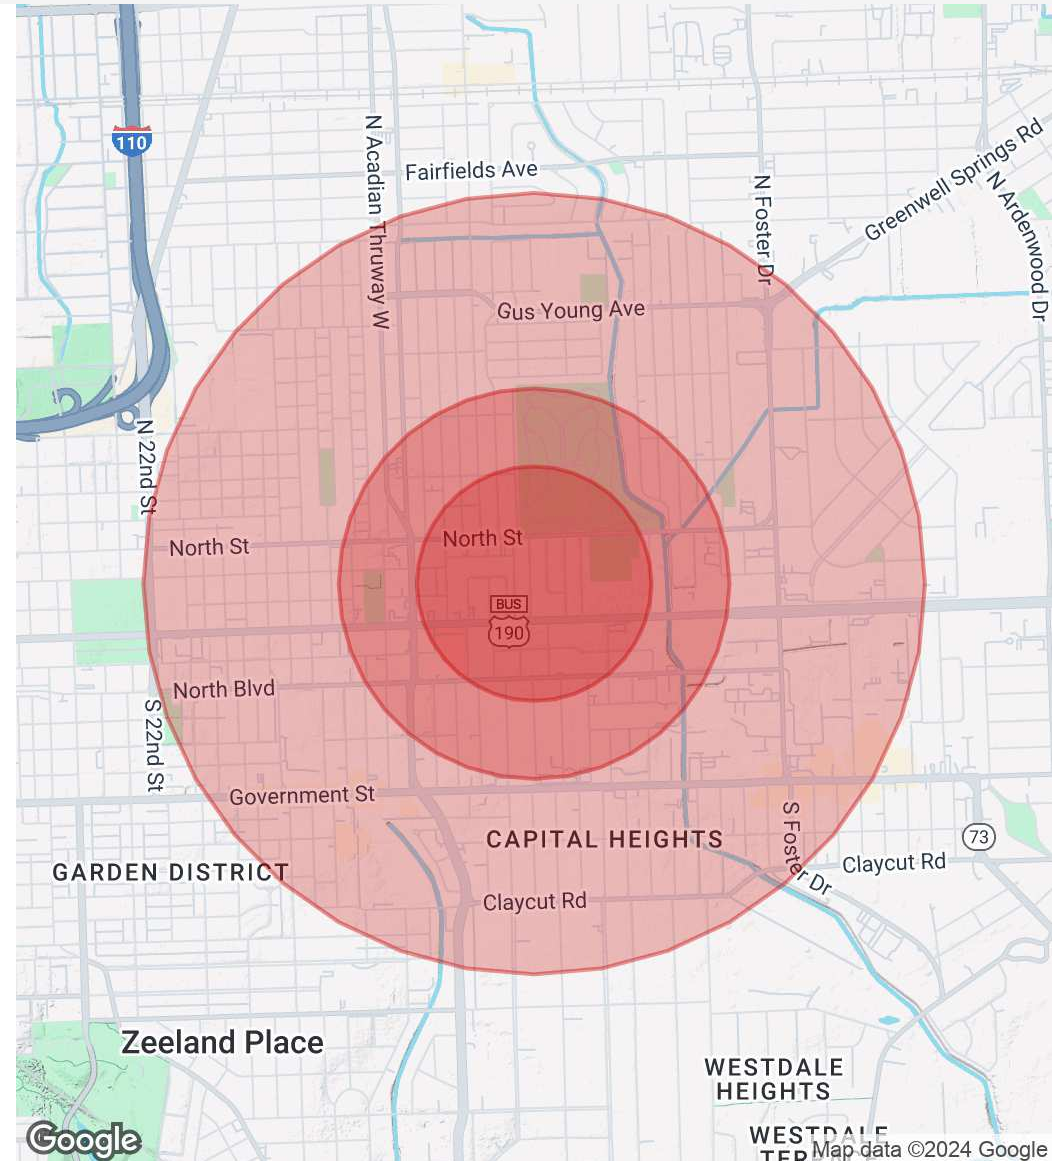 110
N Acadian Thruway W
Fairfields Ave
N Foster Dr
Greenwell Springs Rd
N Ardenwood Dr
Gus Young Ave
N 22nd St
North St
North St
BUS
190
North Blvd
S 22nd St
Government St
S Foster Dr
CAPITAL HEIGHTS
73
GARDEN DISTRICT
Claycut Rd
Claycut Rd
Zeeland Place
WESTDALE
HEIGHTS
WESTDALE
Google
Map data ©2024 Google